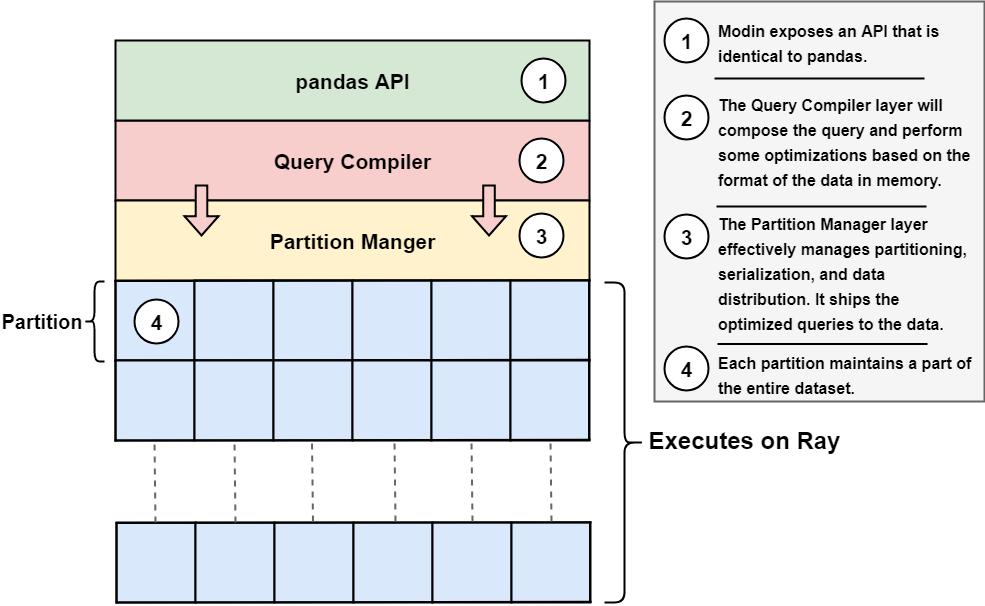 pandas API
1
Query Compiler
2
Partition Manger
3
Partition
4
Executes on Ray
1
Modin exposes an API that is
identical to pandas.
2
The Query Compiler layer will
compose the query and perform
some optimizations based on the
format of the data in memory.
3
The Partition Manager layer
effectively manages partitioning,
serialization, and data
distribution. It ships the
optimized queries to the data.
4
Each partition maintains a part of
the entire dataset.